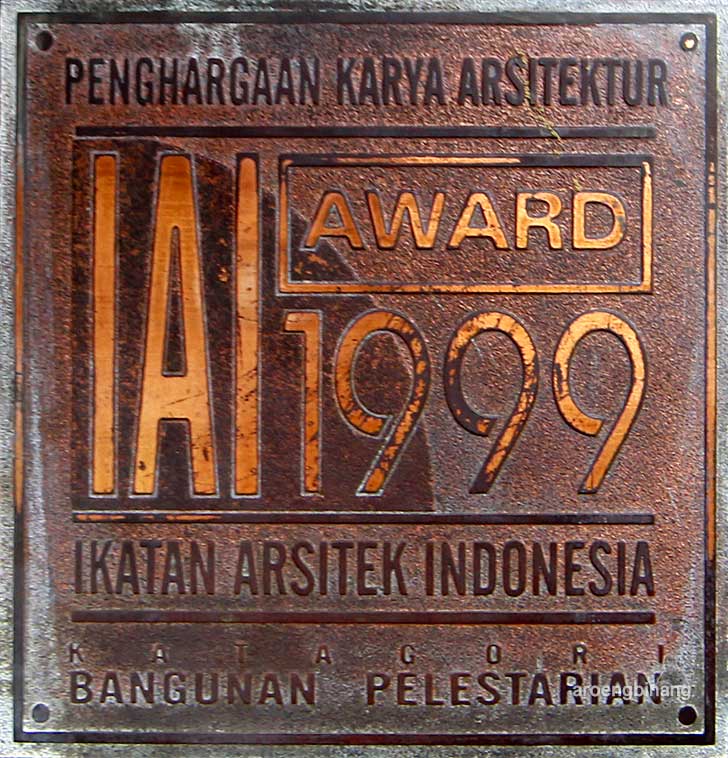 PENGHARGAAN KARYA ARSITEKTUR
IAI AWARD
1999
IKATAN ARSITEK INDONESIA
KATAGORI
BANGUNAN PELESTARIAN
aroengbinang